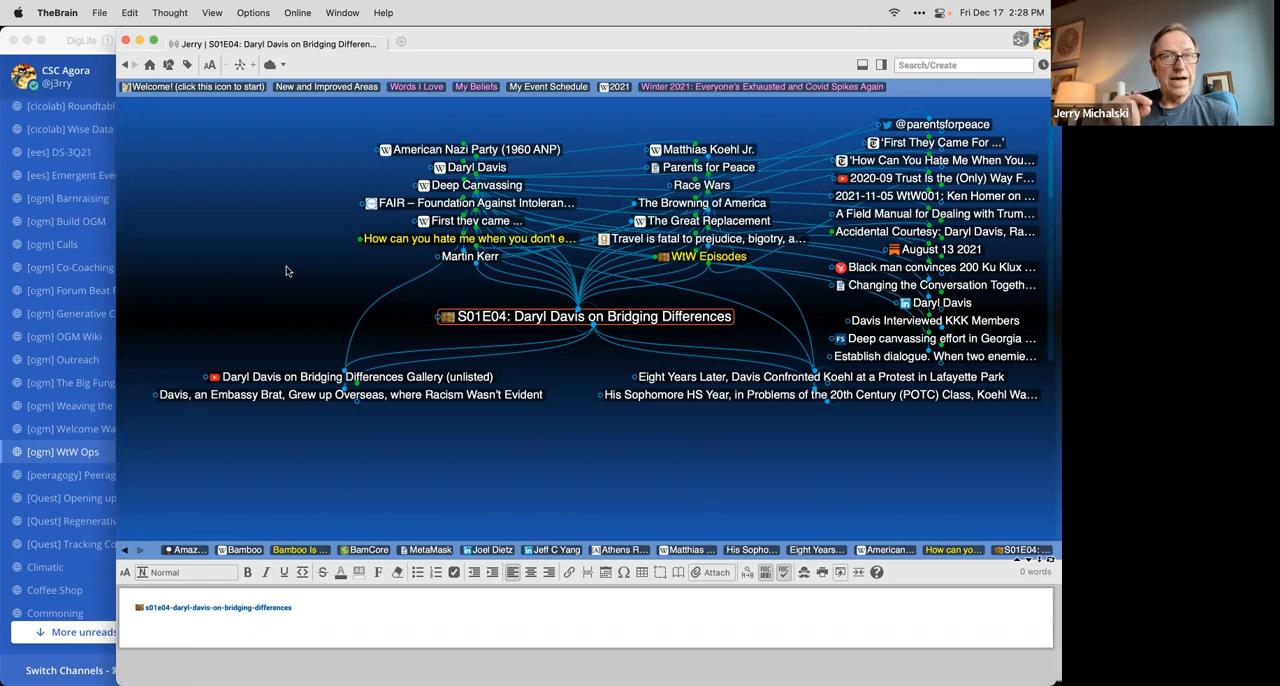 TheBrain File Edit Thought View Options Online Window Help
Fri Dec 17 2:28 PM
DigLife
CSC Agora
@j3rry
[cicolab] Roundtabl
[cicolab] Wise Data
[ees] DS-3Q21
[ees] Emergent Eve
[ogm] Barnraising
[ogm] Build OGM
[ogm] Calls
[ogm] Co-Coaching
[ogm] Forum Beat
[ogm] Generative C
[ogm] OGM Wiki
[ogm] Outreach
[ogm] The Big Fung
[ogm] Weaving the
[ogm] Welcome Wa
[ogm] WtW Ops
[peeragogy] Peerag
[Quest] Opening up
[Quest] Regenerativ
[Quest] Tracking Co
Climatic
Coffee Shop
Commoning
More unreads
Switch Channels -
Jerry | S01E04: Daryl Davis on Bridging Differen...
AA
Search/Create
Welcome! (click this icon to start) New and Improved Areas Words I Love My Beliefs My Event Schedule 2021 Winter 2021: Everyone's Exhausted and Covid Spikes Again
American Nazi Party (1960 ANP)
Daryl Davis
Deep Canvassing
FAIR – Foundation Against Intoleran...
First they came ...
How can you hate me when you don't e...
Martin Kerr
Matthias Koehl Jr.
Parents for Peace
Race Wars
The Browning of America
The Great Replacement
Travel is fatal to prejudice, bigotry, a...
WtW Episodes
@parentsforpeace
'First They Came For ...'
'How Can You Hate Me When You...
2020-09 Trust Is the (Only) Way F...
2021-11-05 WtW001: Ken Homer on ...
A Field Manual for Dealing with Trum...
Accidental Courtesy: Daryl Davis, Ra...
August 13 2021
Black man convinces 200 Ku Klux ...
Changing the Conversation Togeth...
Daryl Davis
Davis Interviewed KKK Members
Deep canvassing effort in Georgia ...
Establish dialogue. When two enemie...
S01E04: Daryl Davis on Bridging Differences
Daryl Davis on Bridging Differences Gallery (unlisted)
Davis, an Embassy Brat, Grew up Overseas, where Racism Wasn't Evident
Eight Years Later, Davis Confronted Koehl at a Protest in Lafayette Park
His Sophomore HS Year, in Problems of the 20th Century (POTC) Class, Koehl Wa...
Amaz... Bamboo Bamboo Is ... BamCore MetaMask Joel Dietz Jeff C Yang Athens R... Matthias ... His Sopho... Eight Years... American... How can yo... S01E04: ...
AA Normal B I U S A F Attach 0 words
s01e04-daryl-davis-on-bridging-differences
Jerry Michalski